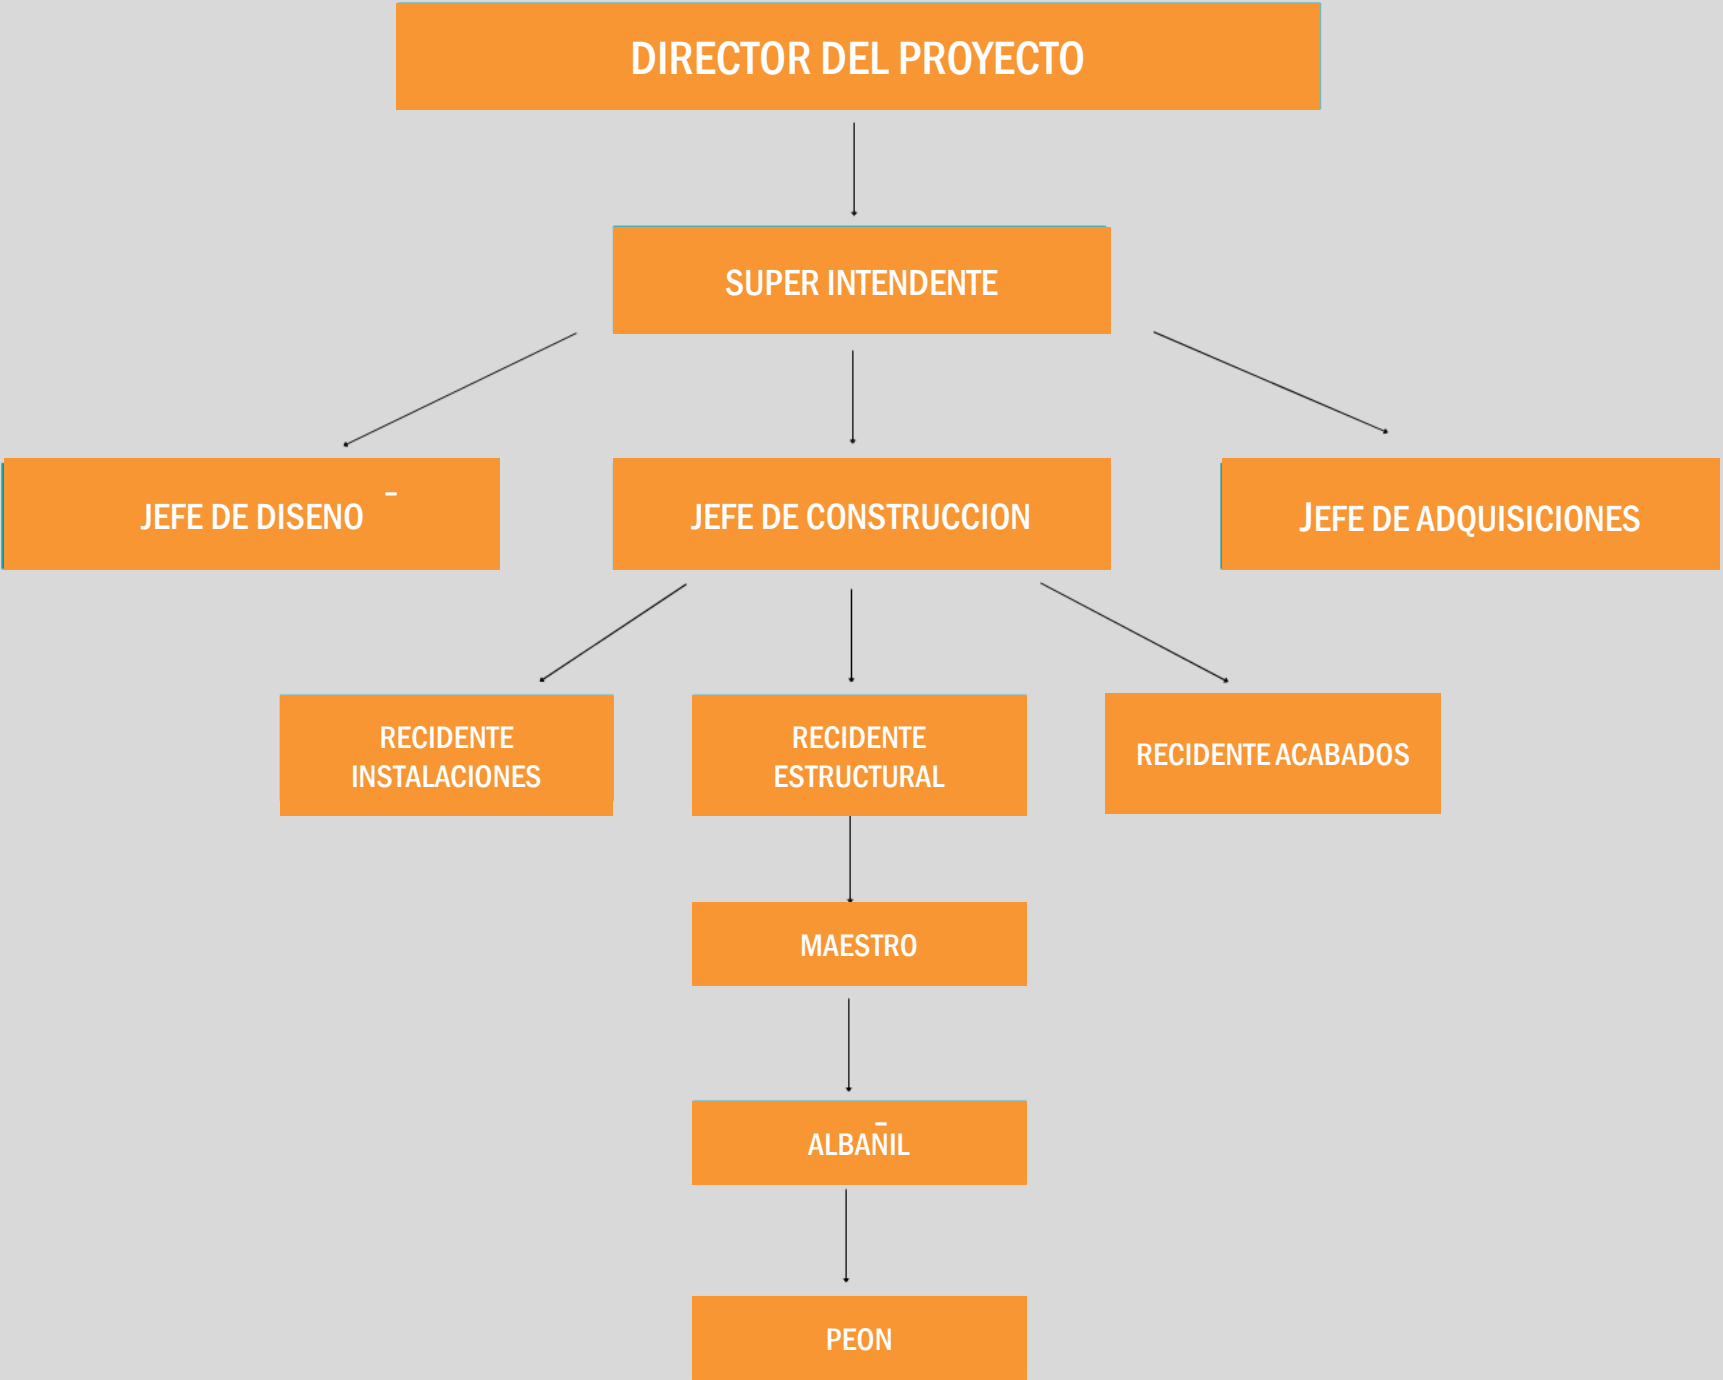 DIRECTOR DEL PROYECTO
SUPER INTENDENTE
JEFE DE DISENO
JEFE DE CONSTRUCCION
JEFE DE ADQUISICIONES
RECIDENTE
INSTALACIONES
RECIDENTE
ESTRUCTURAL
RECIDENTE ACABADOS
MAESTRO
ALBAÑIL
PEON